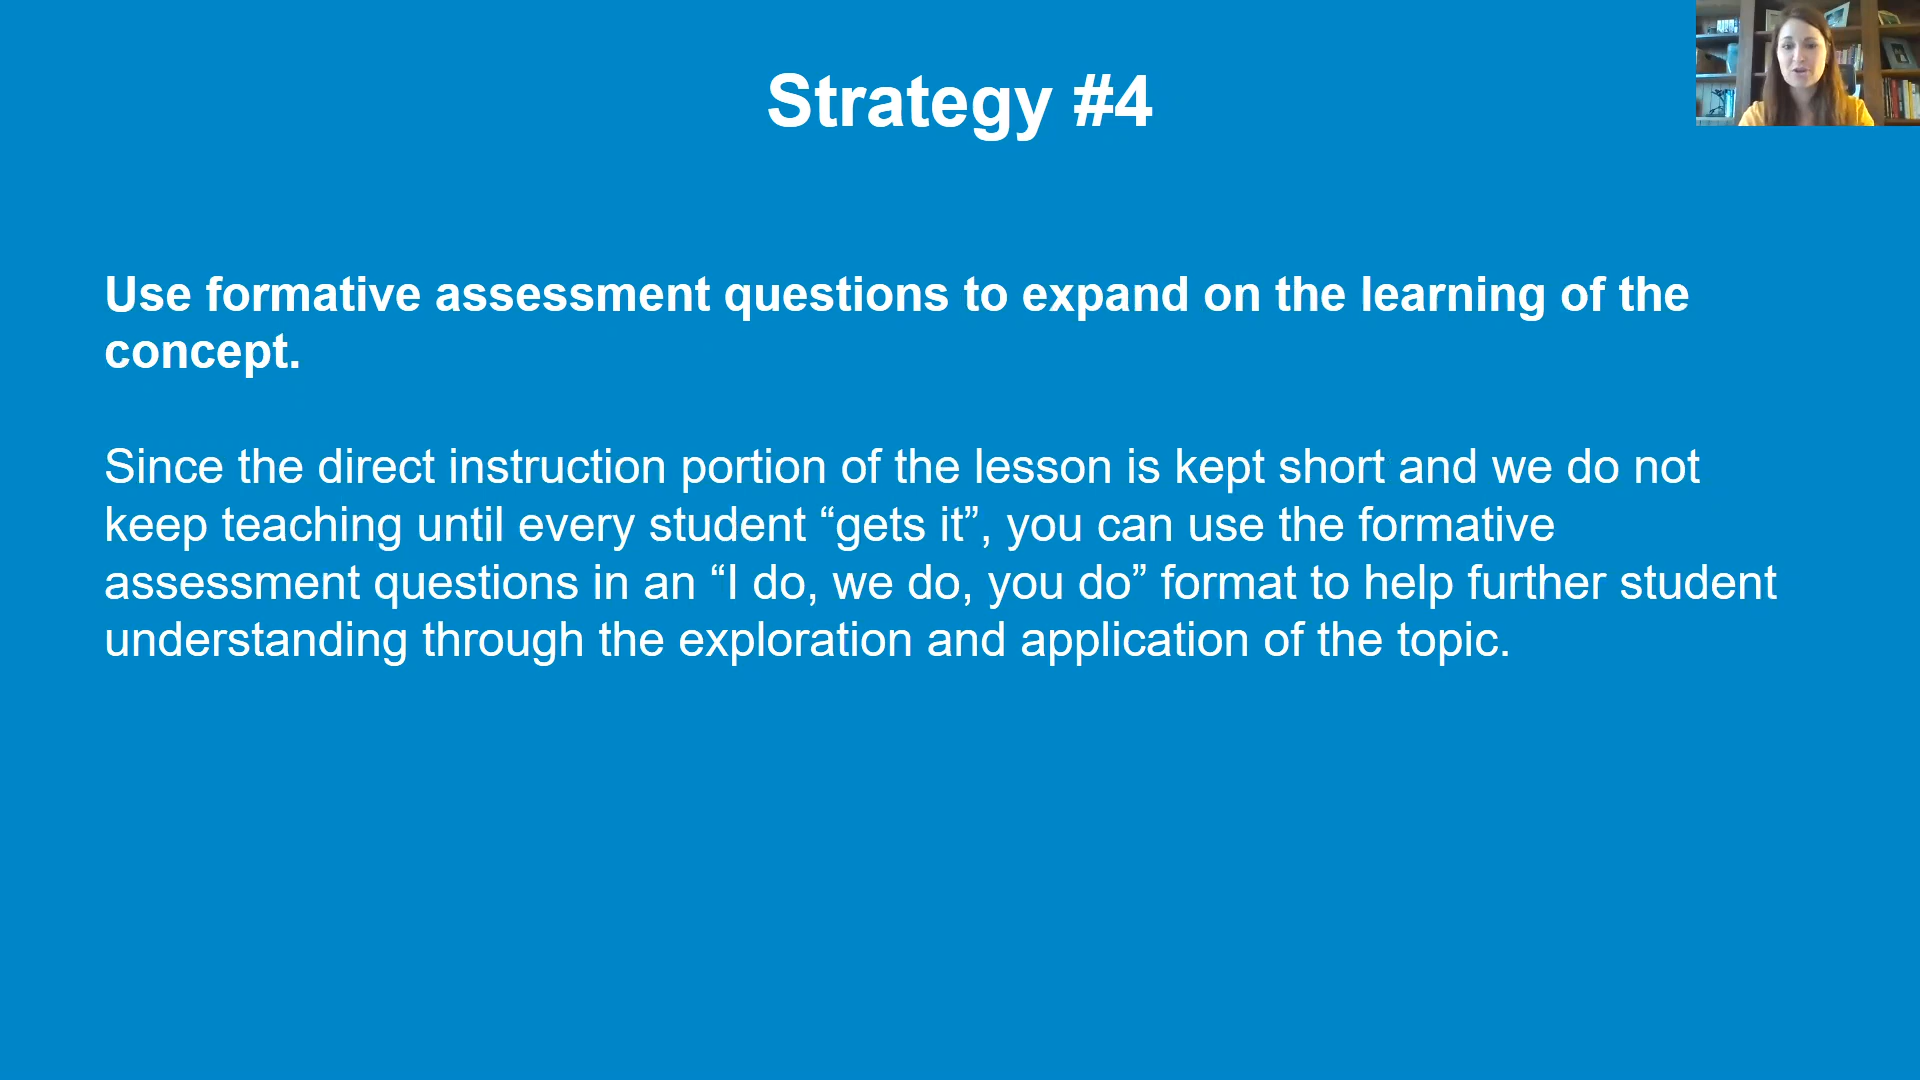 Strategy #4
Use formative assessment questions to expand on the learning of the
concept.
Since the direct instruction portion of the lesson is kept short and we do not
keep teaching until every student “gets it”, you can use the formative
assessment questions in an “I do, we do, you do” format to help further student
understanding through the exploration and application of the topic.